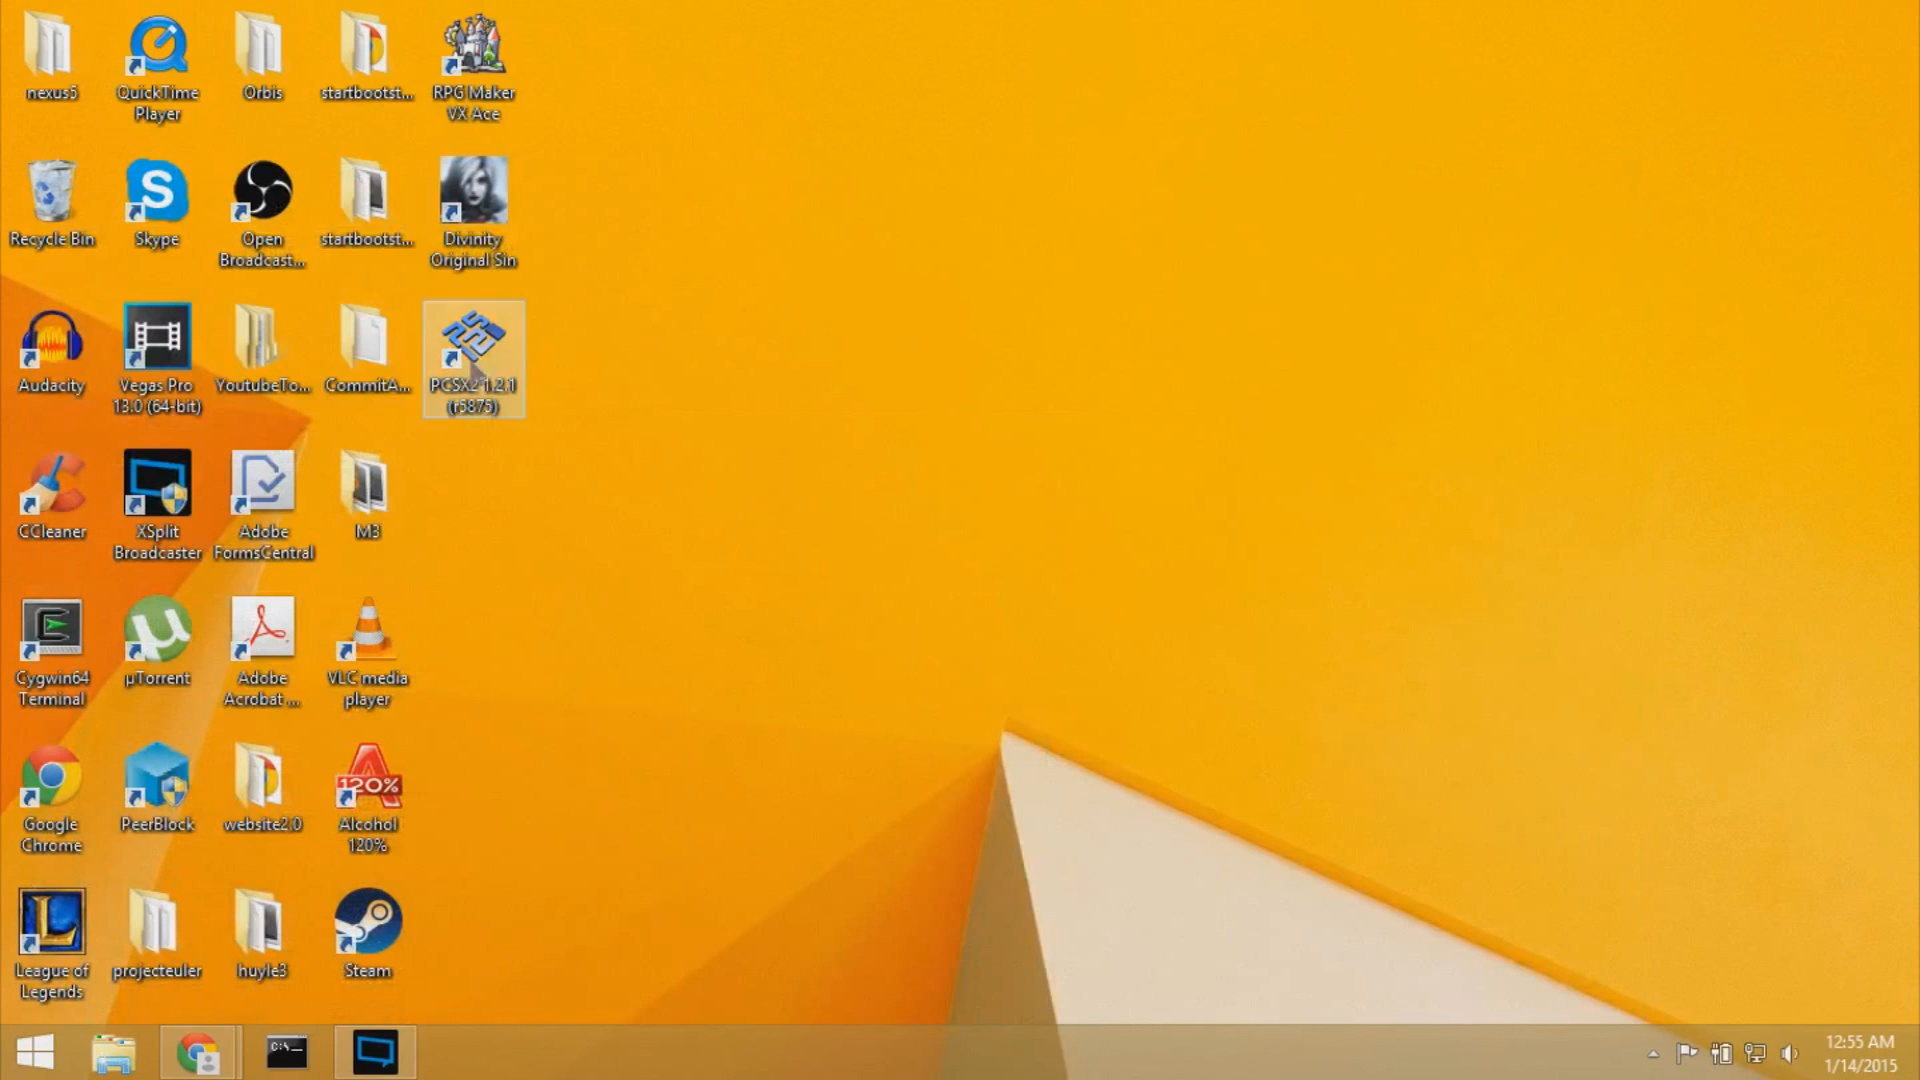 nexus5
QuickTime
Player
Orbis
startbootst...
RPG Maker
VX Ace
Recycle Bin
Skype
Open
Broadcast...
startbootst...
Divinity
Original Sin
Audacity
Vegas Pro
13.0 (64-bit)
YoutubeTo...
CommitA...
PCSX2 1.2.1
(r5875)
CCleaner
XSplit
Broadcaster
Adobe
FormsCentral
M3
Cygwin64
Terminal
µTorrent
Adobe
Acrobat ...
VLC media
player
Google
Chrome
PeerBlock
website2.0
120%
Alcohol
120%
League of
Legends
projecteuler
huyle3
Steam
C:\_
12:55 AM
1/14/2015